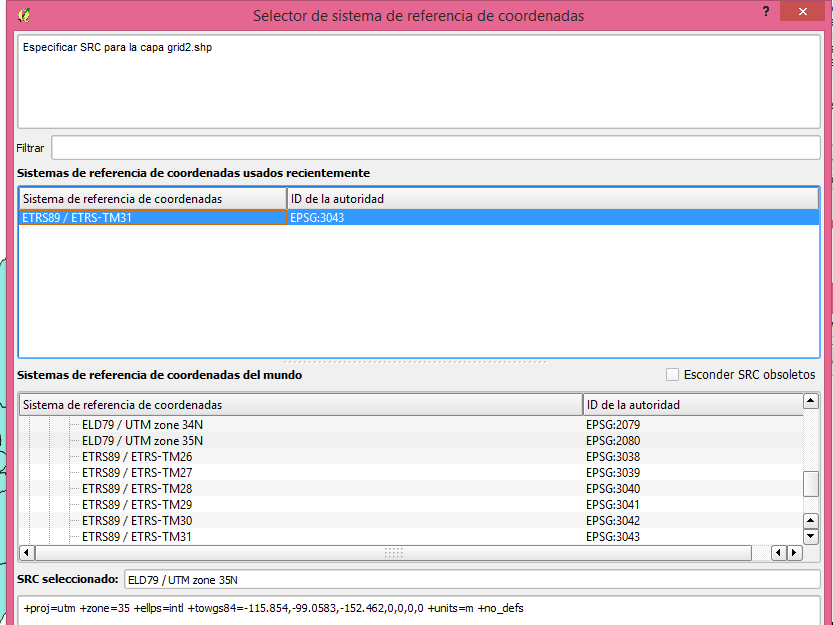 Selector de sistema de referencia de coordenadas
?
Especificar SRC para la capa grid2.shp
Filtrar
Sistemas de referencia de coordenadas usados recientemente
Sistema de referencia de coordenadas ID de la autoridad
ETRS89 / ETRS-TM31 EPSG:3043
Sistemas de referencia de coordenadas del mundo
Esconder SRC obsoletos
Sistema de referencia de coordenadas ID de la autoridad
ELD79 / UTM zone 34N EPSG:2079
ELD79 / UTM zone 35N EPSG:2080
ETRS89 / ETRS-TM26 EPSG:3038
ETRS89 / ETRS-TM27 EPSG:3039
ETRS89 / ETRS-TM28 EPSG:3040
ETRS89 / ETRS-TM29 EPSG:3041
ETRS89 / ETRS-TM30 EPSG:3042
ETRS89 / ETRS-TM31 EPSG:3043
SRC seleccionado: ELD79 / UTM zone 35N
+proj=utm +zone=35 +ellps=intl +towgs84=-115.854,-99.0583,-152.462,0,0,0,0 +units=m +no_defs